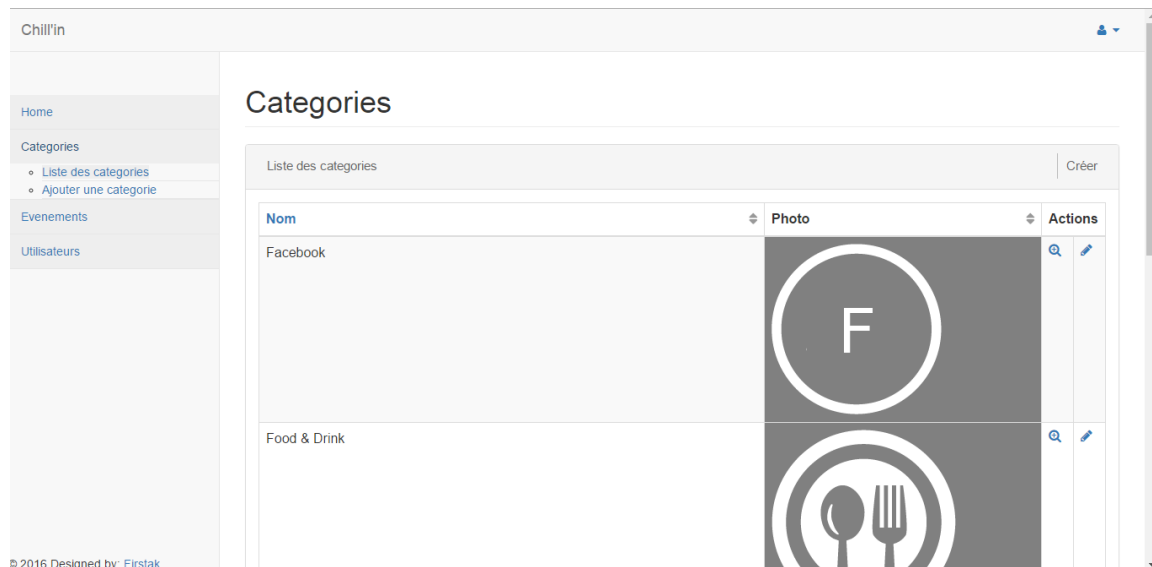 Chill'in
Home
Categories
Liste des categories
Ajouter une categorie
Evenements
Utilisateurs
Categories
Liste des categories
Créer
Nom
Photo
Actions
Facebook
F
Food & Drink
© 2016 Designed by: Firstak